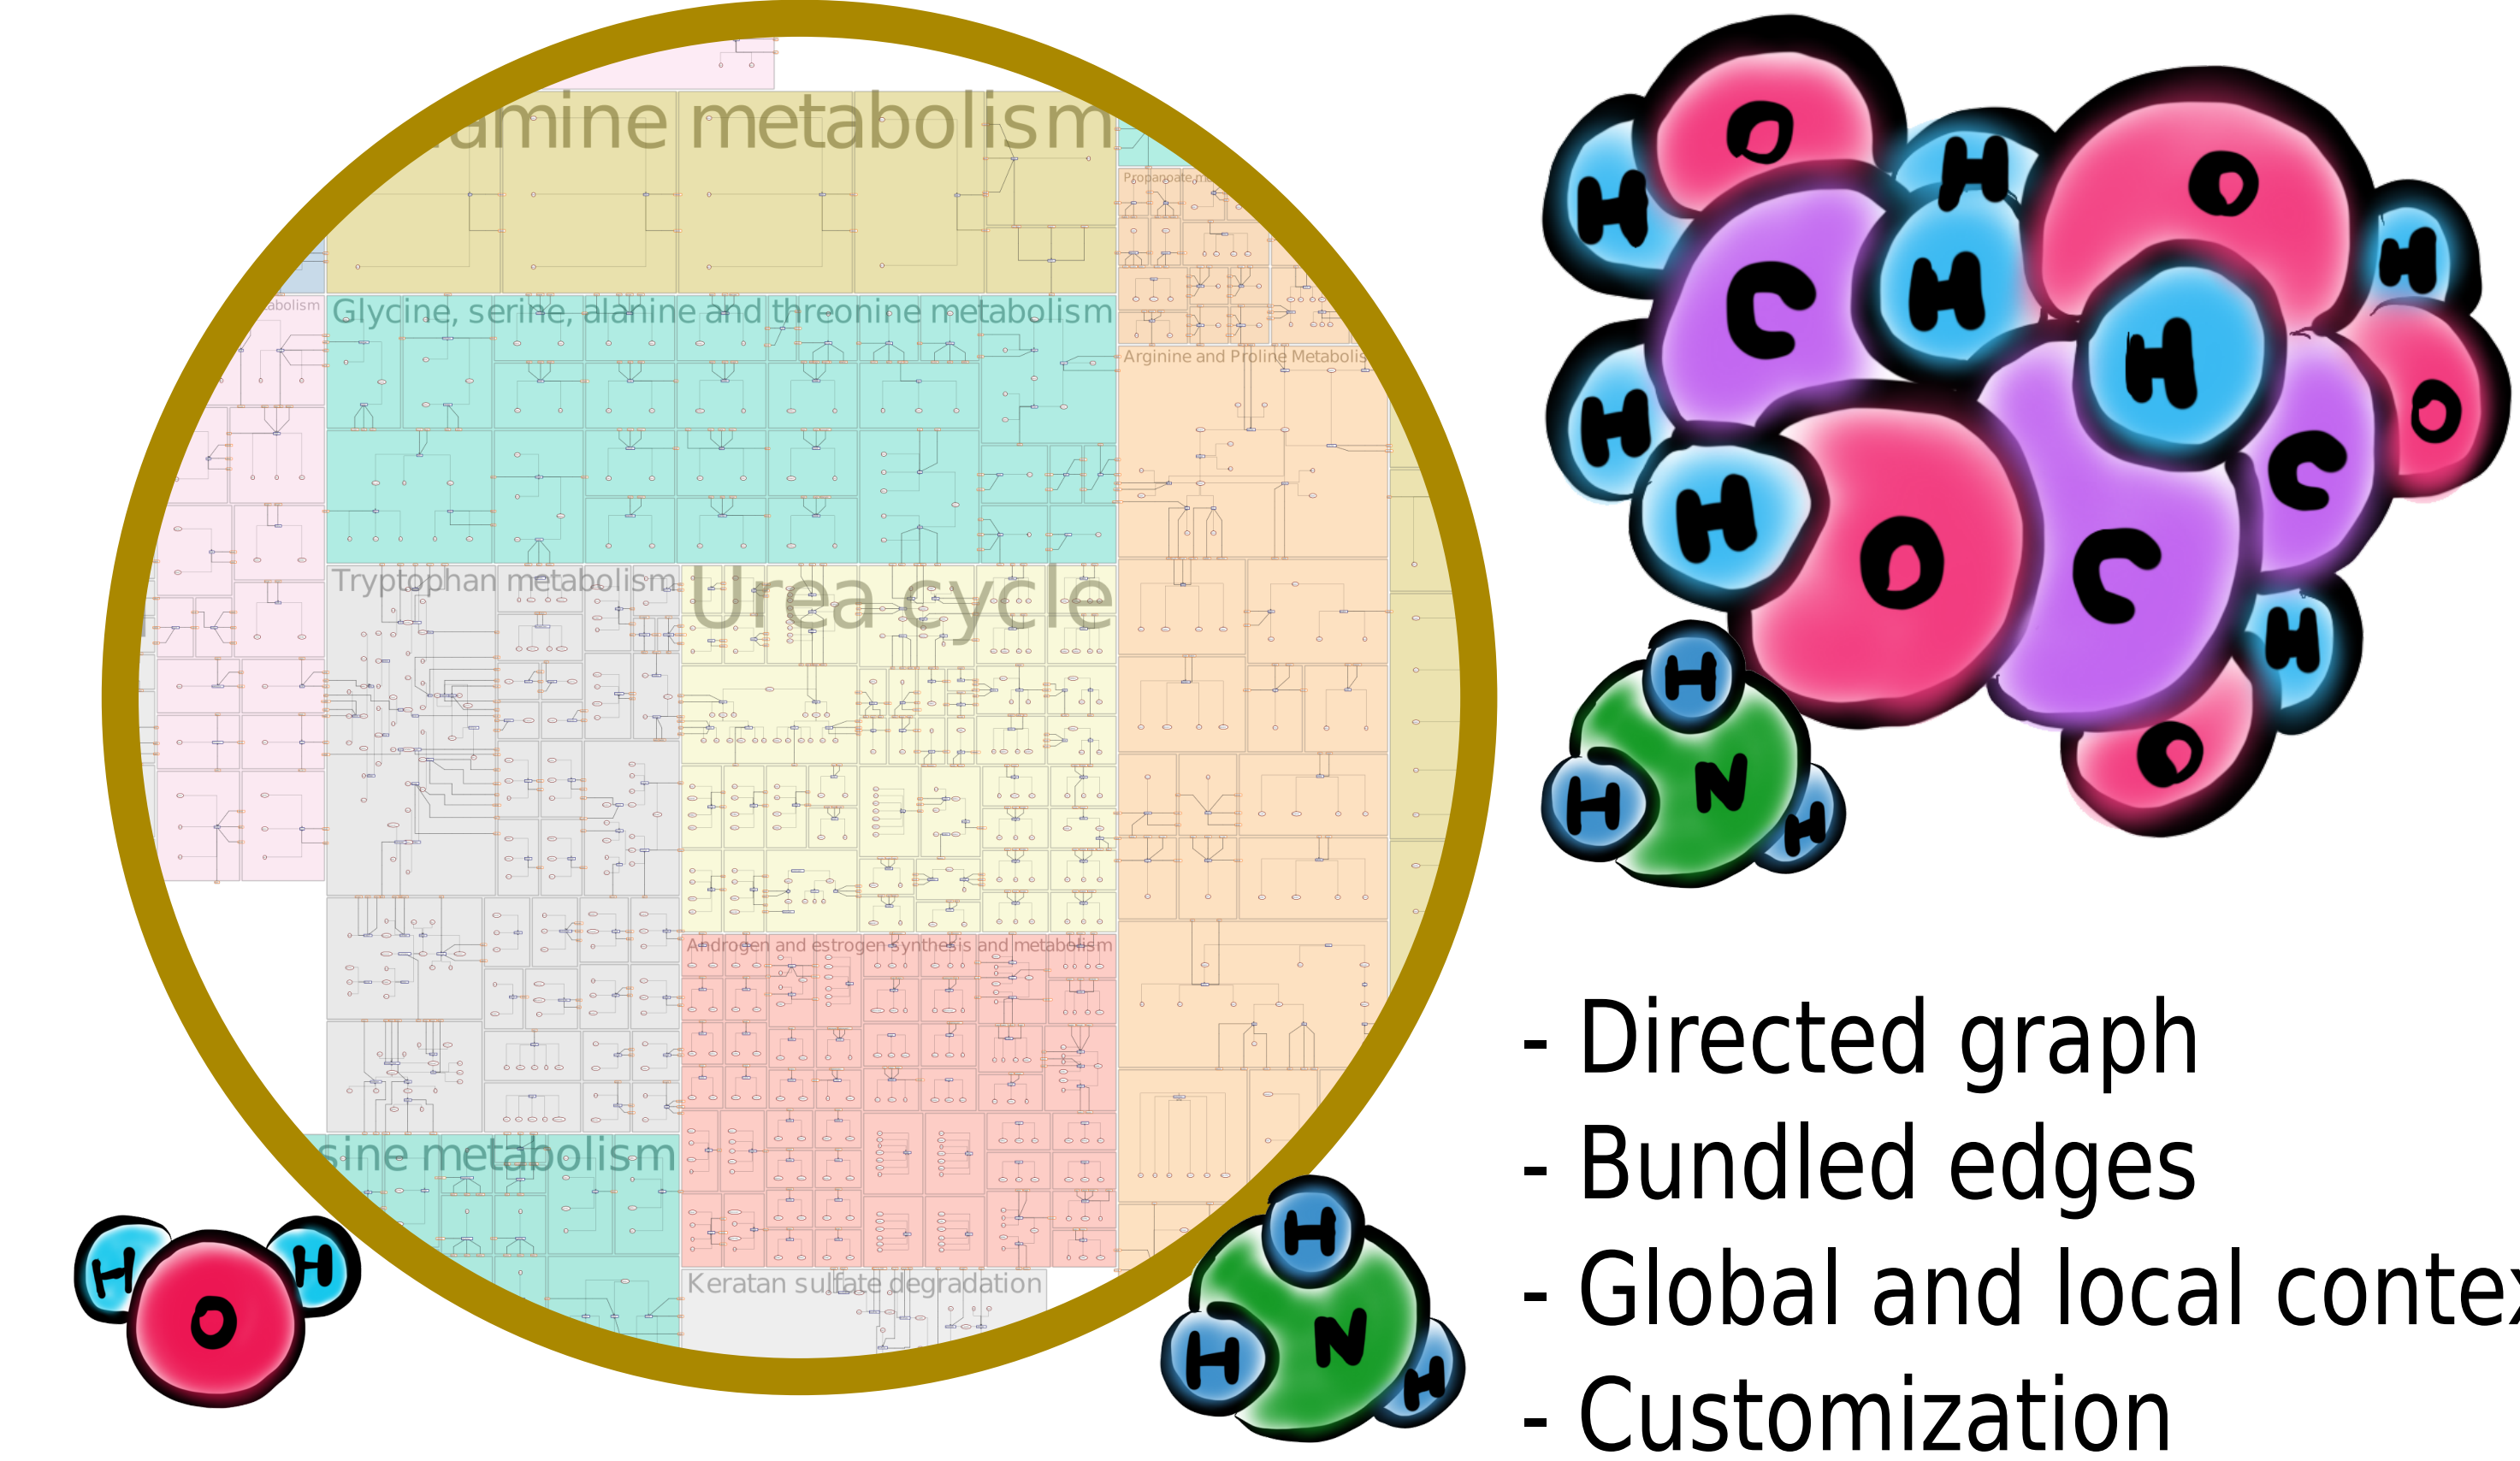 amine metabolism
Propanoate m
abolism
Glycine, serine, alanine and threonine metabolism
Arginine and Proline Metabolis
Tryptophan metabolism
Urea cycle
Androgen and estrogen synthesis and metabolism
sine metabolism
Keratan sulfate degradation
O
H
H
O
H
C
H
H
H
O
H
C
H
O
C
H
O
H
N
H
H
- Directed graph
- Bundled edges
- Global and local contex
- Customization
H
H
O
H
N
H
H